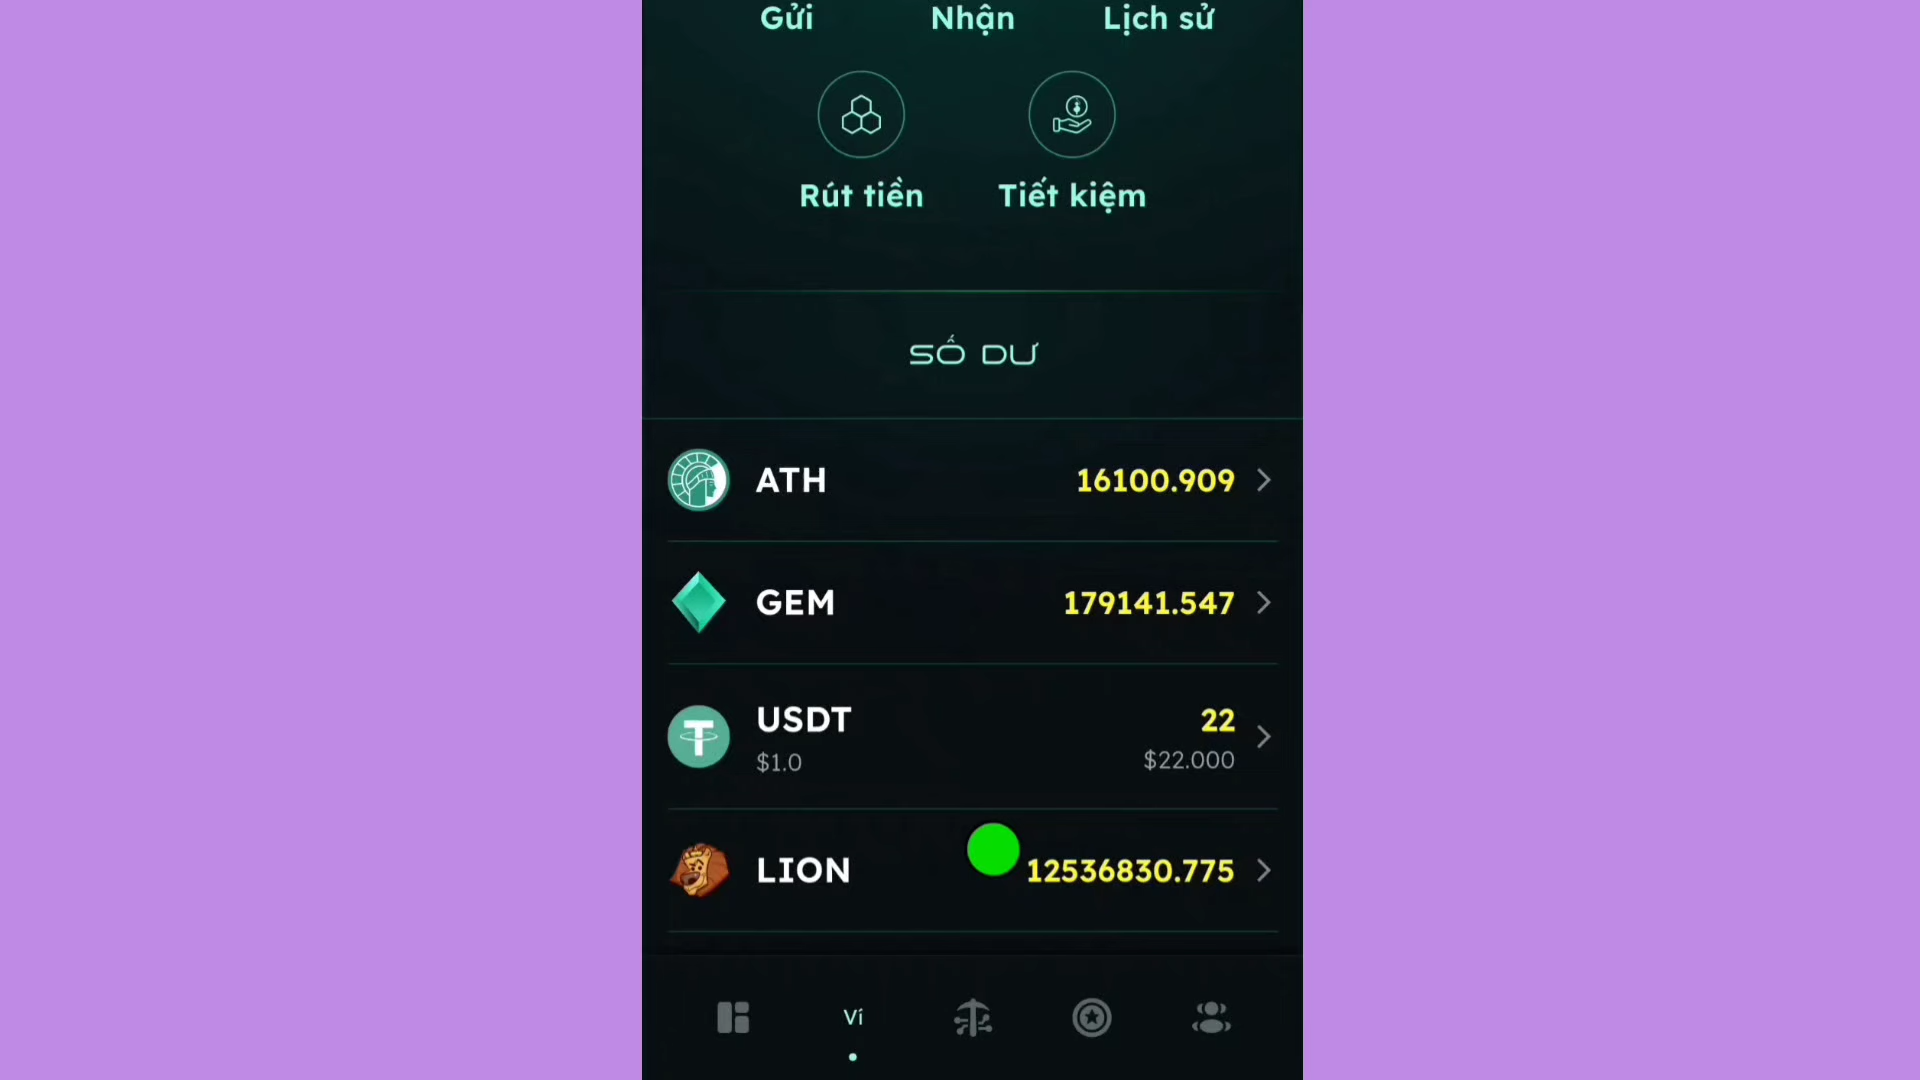 Gửi Nhận Lịch sử
Rút tiền Tiết kiệm
SỐ DƯ
ATH 16100.909
GEM 179141.547
USDT 22
$1.0 $22.000
LION 12536830.775
Ví